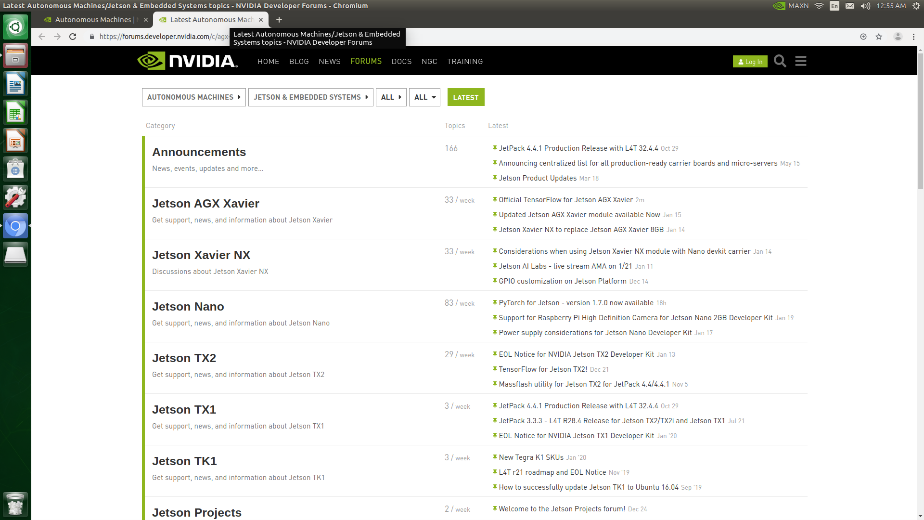 Latest Autonomous Machines/Jetson & Embedded Systems topics - NVIDIA Developer Forums - Chromium
MAXN
En
12:55 AM
Autonomous Machines | 
Latest Autonomous Mach
https://forums.developer.nvidia.com/c/agx
Latest Autonomous Machines/Jetson & Embedded
Systems topics - NVIDIA Developer Forums
NVIDIA.
HOME BLOG NEWS FORUMS DOCS NGC TRAINING
Log In
AUTONOMOUS MACHINES
JETSON & EMBEDDED SYSTEMS
ALL
ALL
LATEST
Category Topics Latest
Announcements
News, events, updates and more...
166
JetPack 4.4.1 Production Release with L4T 32.4.4 Oct 29
Announcing centralized list for all production-ready carrier boards and micro-servers May 15
Jetson Product Updates Mar 18
Jetson AGX Xavier
Get support, news, and information about Jetson Xavier
33 / week
Official TensorFlow for Jetson AGX Xavier 2m
Updated Jetson AGX Xavier module available Now Jan 15
Jetson Xavier NX to replace Jetson AGX Xavier 8GB Jan 14
Jetson Xavier NX
Discussions about Jetson Xavier NX
33 / week
Considerations when using Jetson Xavier NX module with Nano devkit carrier Jan 14
Jetson AI Labs - live stream AMA on 1/21 Jan 11
GPIO customization on Jetson Platform Dec 14
Jetson Nano
Get support, news, and information about Jetson Nano
83 / week
PyTorch for Jetson - version 1.7.0 now available 18h
Support for Raspberry Pi High Definition Camera for Jetson Nano 2GB Developer Kit Jan 19
Power supply considerations for Jetson Nano Developer Kit Jan 17
Jetson TX2
Get support, news, and information about Jetson TX2
29 / week
EOL Notice for NVIDIA Jetson TX2 Developer Kit Jan 13
TensorFlow for Jetson TX2! Dec 21
Massflash utility for Jetson TX2 for JetPack 4.4/4.4.1 Nov 5
Jetson TX1
Get support, news, and information about Jetson TX1
3 / week
JetPack 4.4.1 Production Release with L4T 32.4.4 Oct 29
JetPack 3.3.3 - L4T R28.4 Release for Jetson TX2/TX2i and Jetson TX1 Jul 21
EOL Notice for NVIDIA Jetson TX1 Developer Kit Jan '20
Jetson TK1
Get support, news, and information about Jetson TK1
3 / week
New Tegra K1 SKUs Jan '20
L4T r21 roadmap and EOL Notice Nov '19
How to successfully update Jetson TK1 to Ubuntu 16.04 Sep '19
Jetson Projects
2 / week
Welcome to the Jetson Projects forum! Dec 24